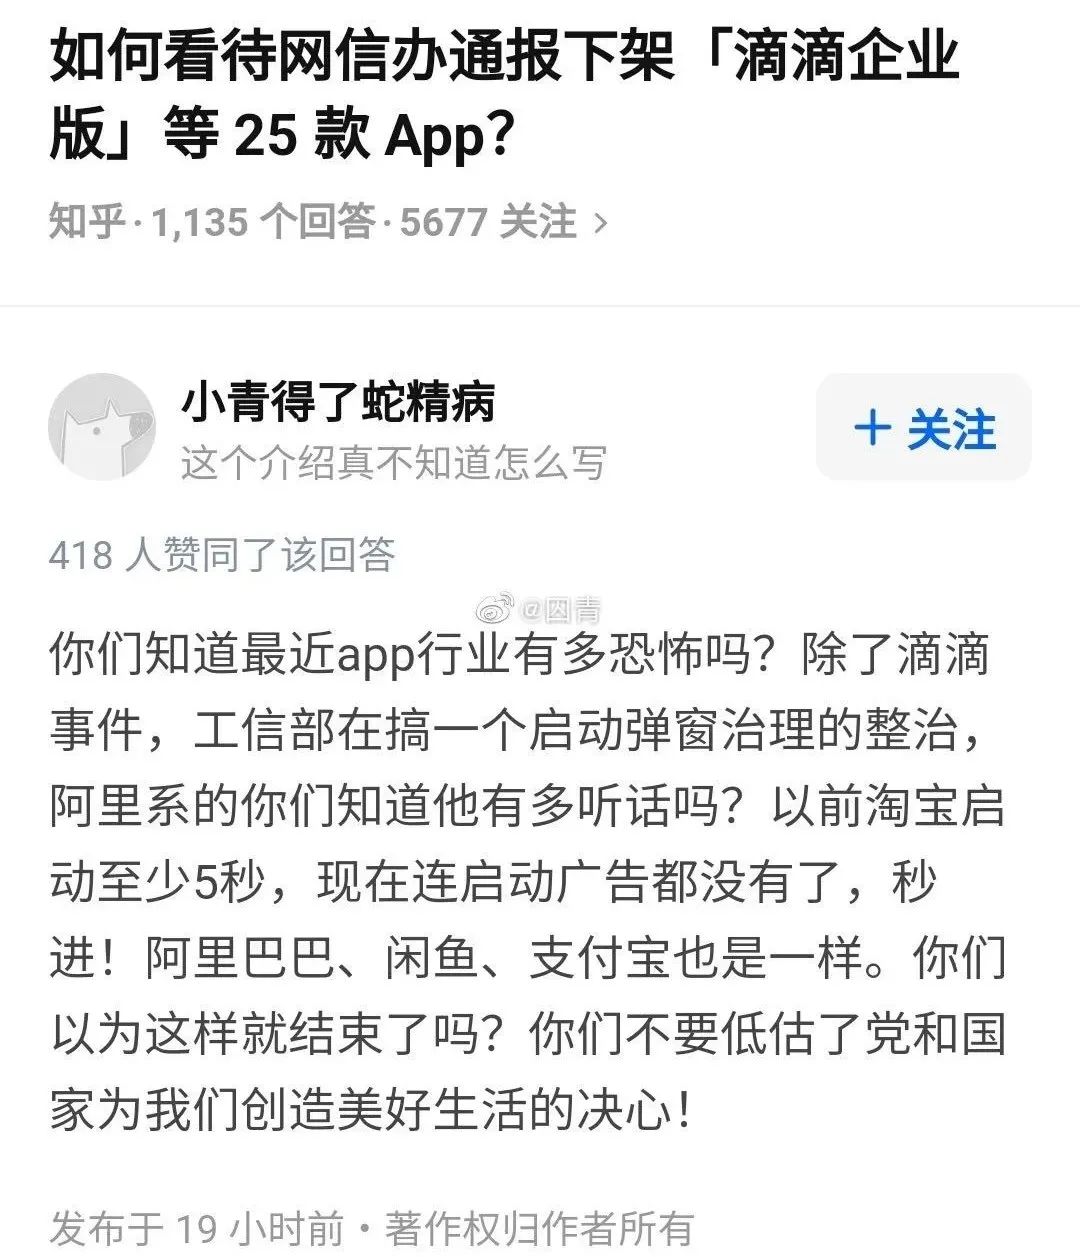 如何看待网信办通报下架「滴滴企业
版」等 25 款 App?
知乎·1,135 个回答·5677 关注 >
小青得了蛇精病
+ 关注
这个介绍真不知道怎么写
418 人赞同了该回答
@囡青
你们知道最近app行业有多恐怖吗？除了滴滴
事件，工信部在搞一个启动弹窗治理的整治，
阿里系的你们知道他有多听话吗？以前淘宝启
动至少5秒，现在连启动广告都没有了，秒
进！阿里巴巴、闲鱼、支付宝也是一样。你们
以为这样就结束了吗？你们不要低估了党和国
家为我们创造美好生活的决心！
发布于 19 小时前・著作权归作者所有